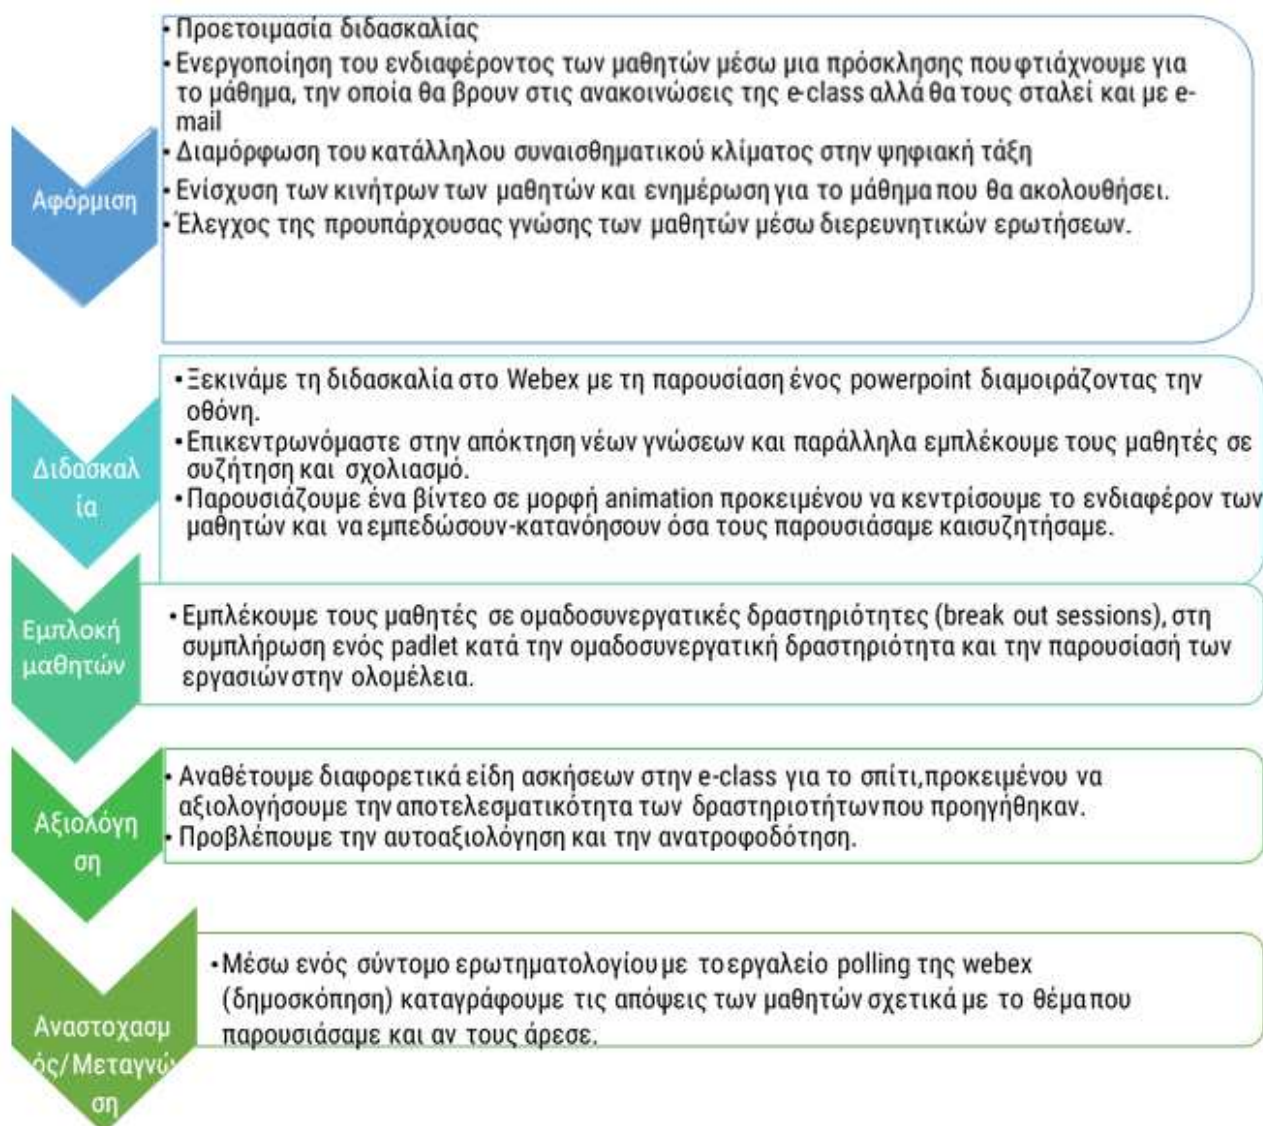 • Προετοιμασία διδασκαλίας
• Ενεργοποίηση του ενδιαφέροντος των μαθητών μέσω μια πρόσκλησης που φτιάχνουμε για
το μάθημα, την οποία θα βρουν στις ανακοινώσεις της e-class αλλά θα τους σταλεί και με e-
mail
• Διαμόρφωση του κατάλληλου συναισθηματικού κλίματος στην ψηφιακή τάξη
Αφόρμιση
• Ενίσχυση των κινήτρων των μαθητών και ενημέρωση για το μάθημα που θα ακολουθήσει.
• Έλεγχος της προυπάρχουσας γνώσης των μαθητών μέσω διερευνητικών ερωτήσεων.
• Ξεκινάμε τη διδασκαλία στο Webex με τη παρουσίαση ένος powerpoint διαμοιράζοντας την
οθόνη.
• Επικεντρωνόμαστε στην απόκτηση νέων γνώσεων και παράλληλα εμπλέκουμε τους μαθητές σε
συζήτηση και σχολιασμό.
Διδασκαλ
ία
• Παρουσιάζουμε ένα βίντεο σε μορφή animation προκειμένου να κεντρίσουμε το ενδιαφέρον των
μαθητών και να εμπεδώσουν-κατανόησουν όσα τους παρουσιάσαμε και συζητήσαμε.
Εμπλοκή
μαθητών
• Εμπλέκουμε τους μαθητές σε ομαδοσυνεργατικές δραστηριότητες (break out sessions), στη
συμπλήρωση ενός padlet κατά την ομαδοσυνεργατική δραστηριότητα και την παρουσίασή των
εργασιών στην ολομέλεια.
Αξιολόγη
ση
• Αναθέτουμε διαφορετικά είδη ασκήσεων στην e-class για το σπίτι, προκειμένου να
αξιολογήσουμε την αποτελεσματικότητα των δραστηριοτήτων που προηγήθηκαν.
• Προβλέπουμε την αυτοαξιολόγηση και την ανατροφοδότηση.
Αναστοχασμ
ός/Μεταγνώ
ση
• Μέσω ενός σύντομο ερωτηματολογίου με το εργαλείο polling της webex
(δημοσκόπηση) καταγράφουμε τις απόψεις των μαθητών σχετικά με το θέμα που
παρουσιάσαμε και αν τους άρεσε.